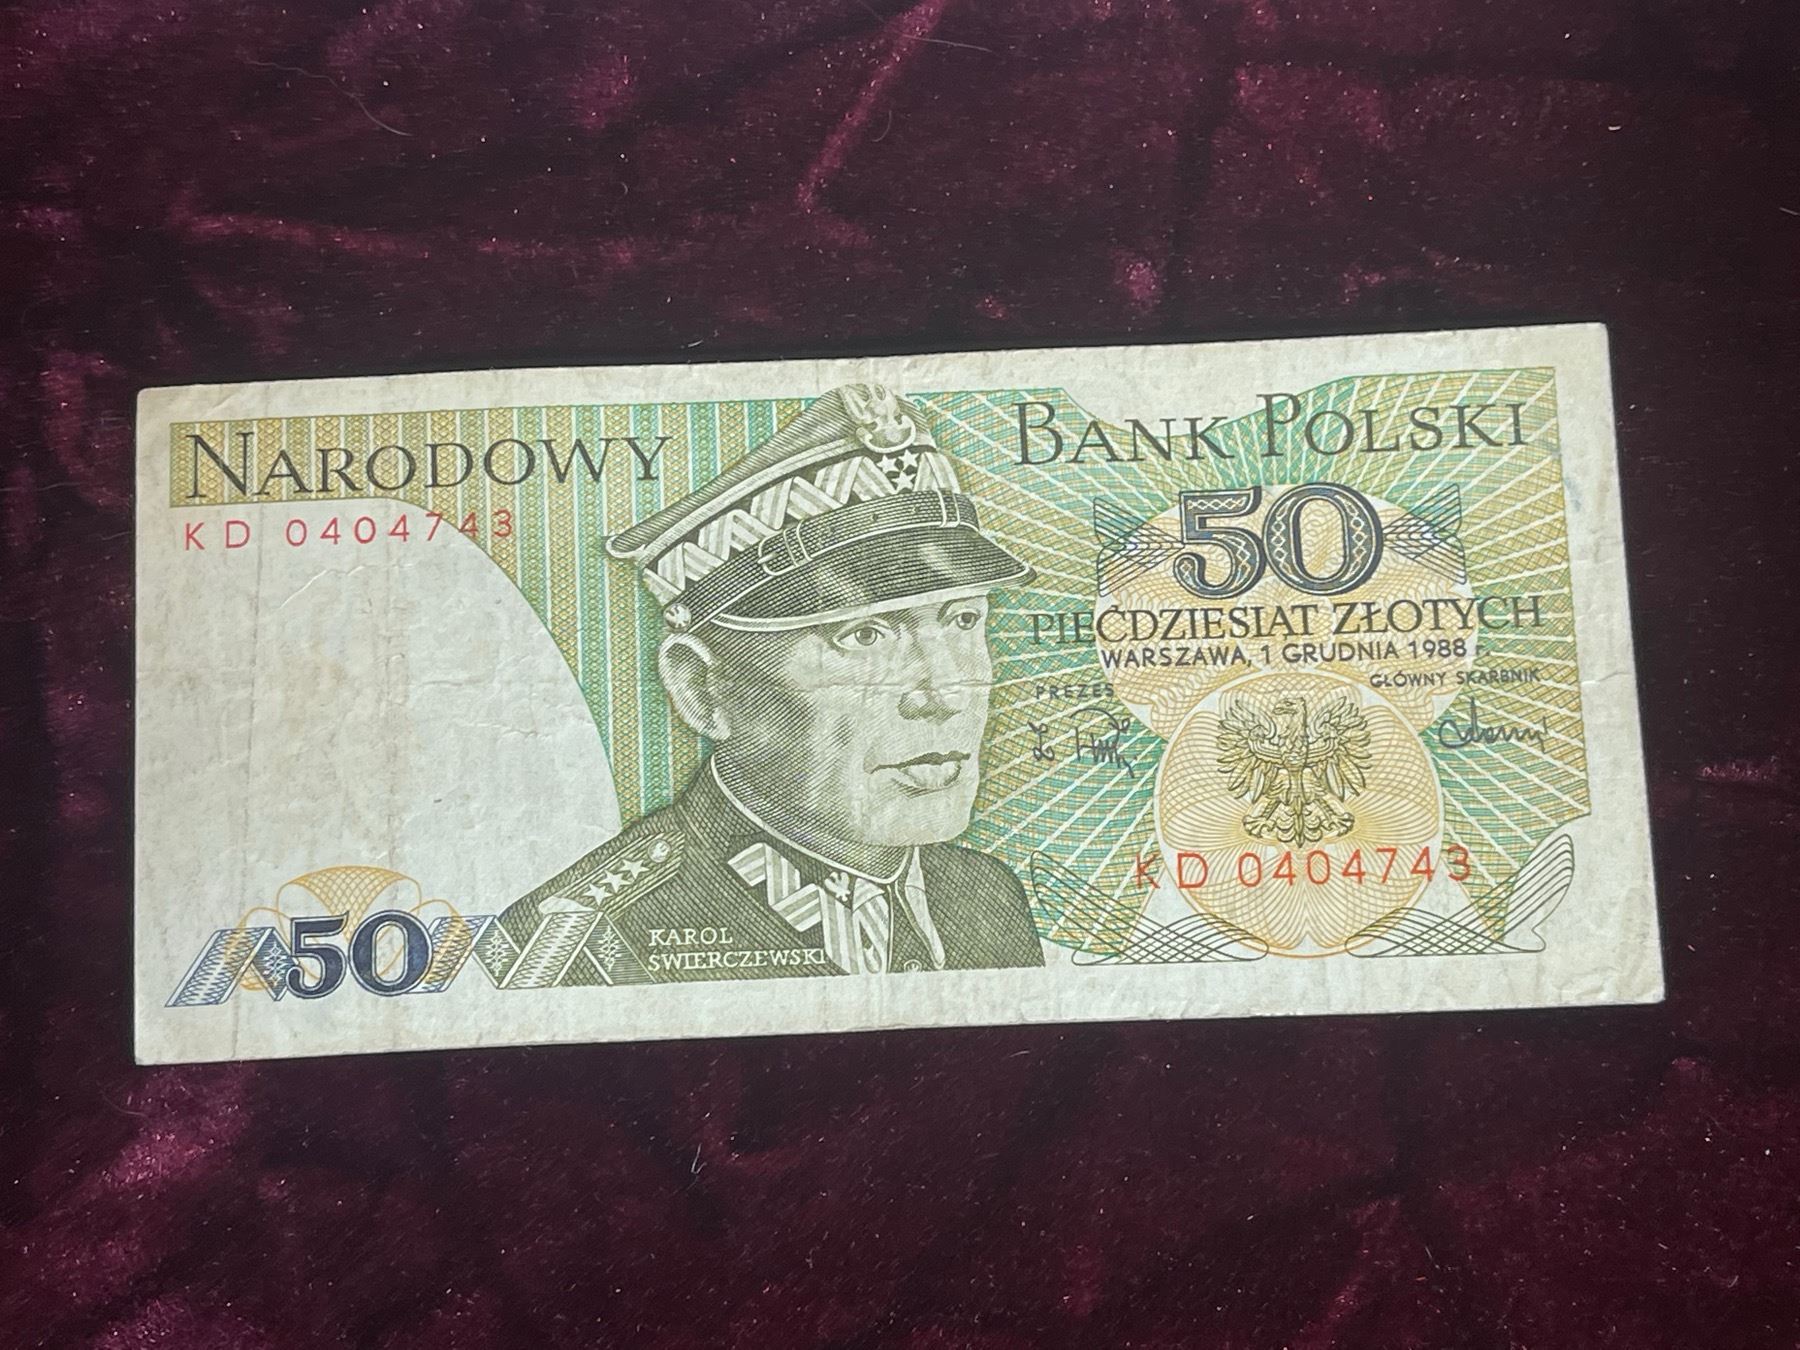 NARODOWY
BANK POLSKI
KD 0404743
50
PIĘĆDZIESIĄT ZŁOTYCH
WARSZAWA, 1 GRUDNIA 1988 r.
PREZES
GŁÓWNY SKARBNIK
KD 0404743
50
KAROL
ŚWIERCZEWSKI